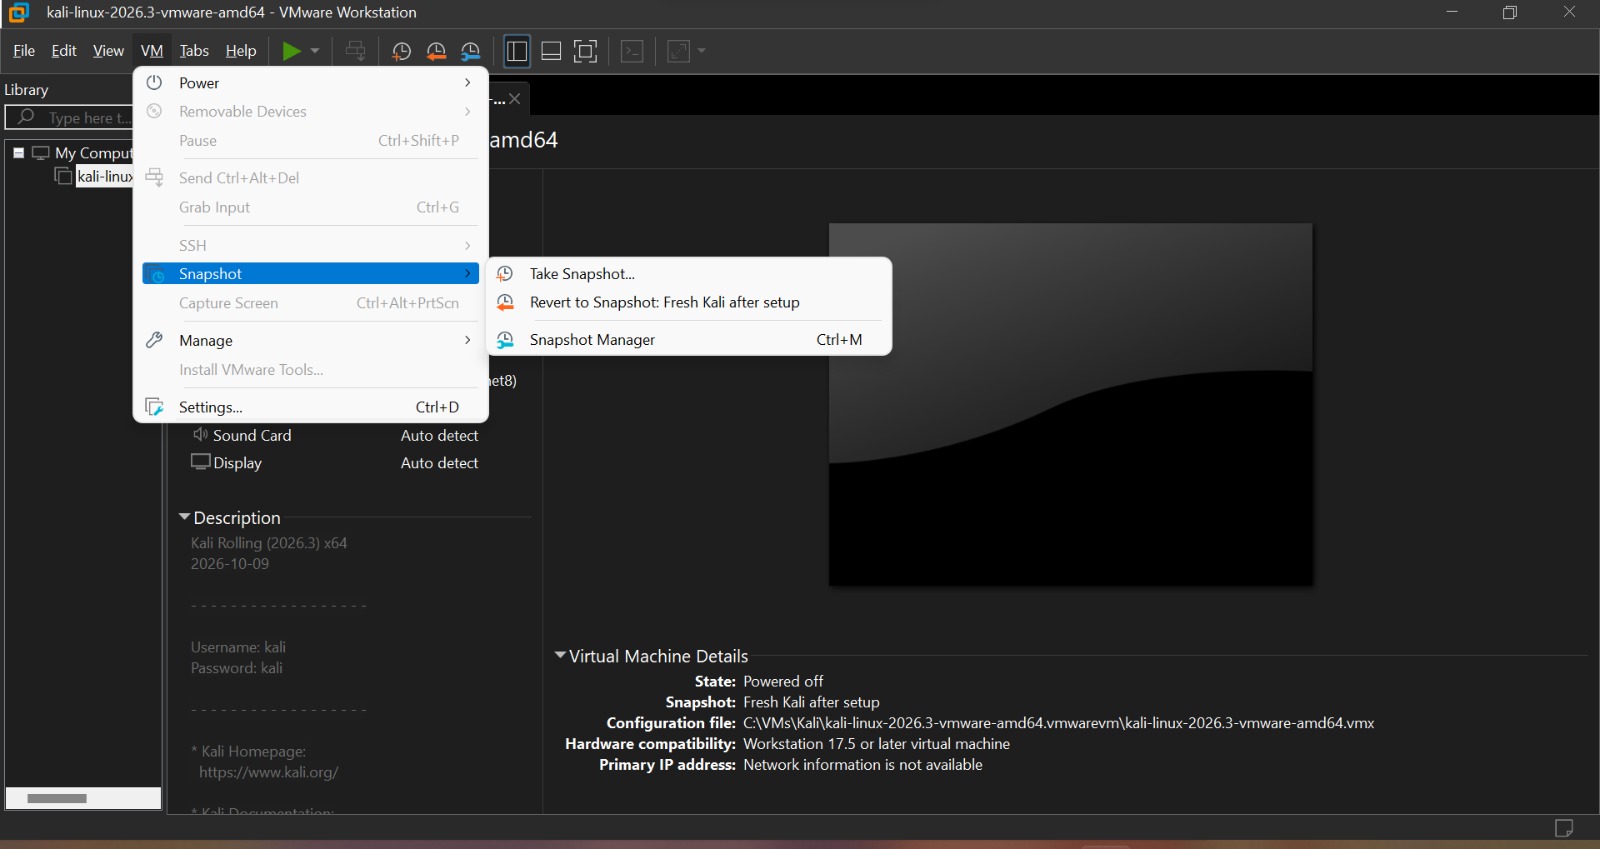 kali-linux-2026.3-vmware-amd64 - VMware Workstation
File Edit View VM Tabs Help
Library
Type here t...
My Comput
kali-linux
Power
Removable Devices
Pause Ctrl+Shift+P
Send Ctrl+Alt+Del
Grab Input Ctrl+G
SSH
Snapshot
Capture Screen Ctrl+Alt+PrtScn
Manage
Install VMware Tools...
Settings... Ctrl+D
Take Snapshot...
Revert to Snapshot: Fresh Kali after setup
Snapshot Manager Ctrl+M
-...
amd64
net8)
Sound Card Auto detect
Display Auto detect
Description
Kali Rolling (2026.3) x64
2026-10-09
- - - - - - - - - - - - - - - - - -
Username: kali
Password: kali
- - - - - - - - - - - - - - - - - -
* Kali Homepage:
https://www.kali.org/
* Kali Documentation:
Virtual Machine Details
State: Powered off
Snapshot: Fresh Kali after setup
Configuration file: C:\VMs\Kali\kali-linux-2026.3-vmware-amd64.vmwarevm\kali-linux-2026.3-vmware-amd64.vmx
Hardware compatibility: Workstation 17.5 or later virtual machine
Primary IP address: Network information is not available